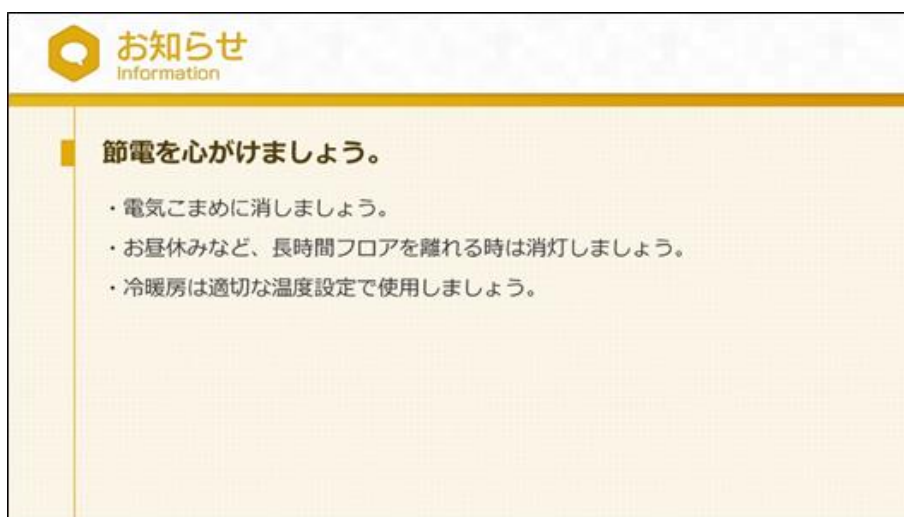 お知らせ
Information
節電を心がけましょう。
・電気こまめに消しましょう。
・お昼休みなど、長時間フロアを離れる時は消灯しましょう。
・冷暖房は適切な温度設定で使用しましょう。